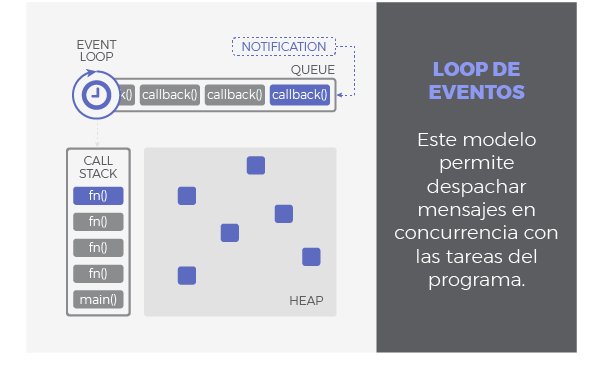 EVENT
LOOP
NOTIFICATION
QUEUE
k()
callback()
callback()
callback()
CALL
STACK
fn()
fn()
fn()
fn()
main()
HEAP
LOOP DE
EVENTOS
Este modelo
permite
despachar
mensajes en
concurrencia con
las tareas del
programa.